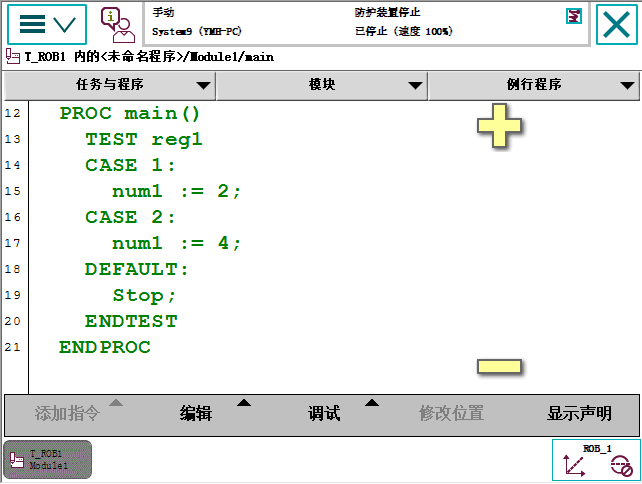 手动
防护装置停止
System9 (YMH-PC)
已停止 (速度 100%)
T_ROB1 内的<未命名程序>/Module1/main
任务与程序
模块
例行程序
12 PROC main()
13 TEST reg1
14 CASE 1:
15 num1 := 2;
16 CASE 2:
17 num1 := 4;
18 DEFAULT:
19 Stop;
20 ENDTEST
21 ENDPROC
添加指令
编辑
调试
修改位置
显示声明
T_ROB1
Module1
ROB_1